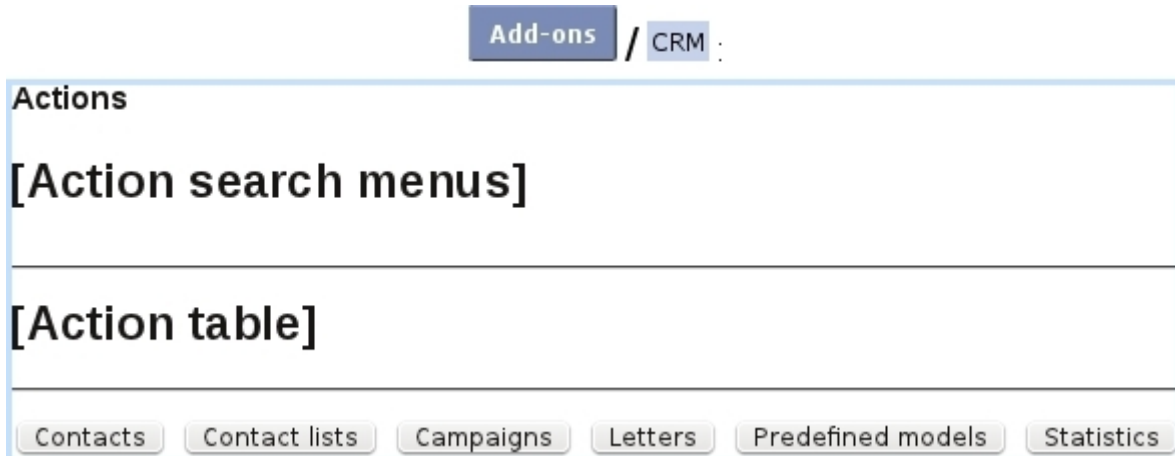 Add-ons / CRM :
Actions
[Action search menus]
[Action table]
Contacts Contact lists Campaigns Letters Predefined models Statistics